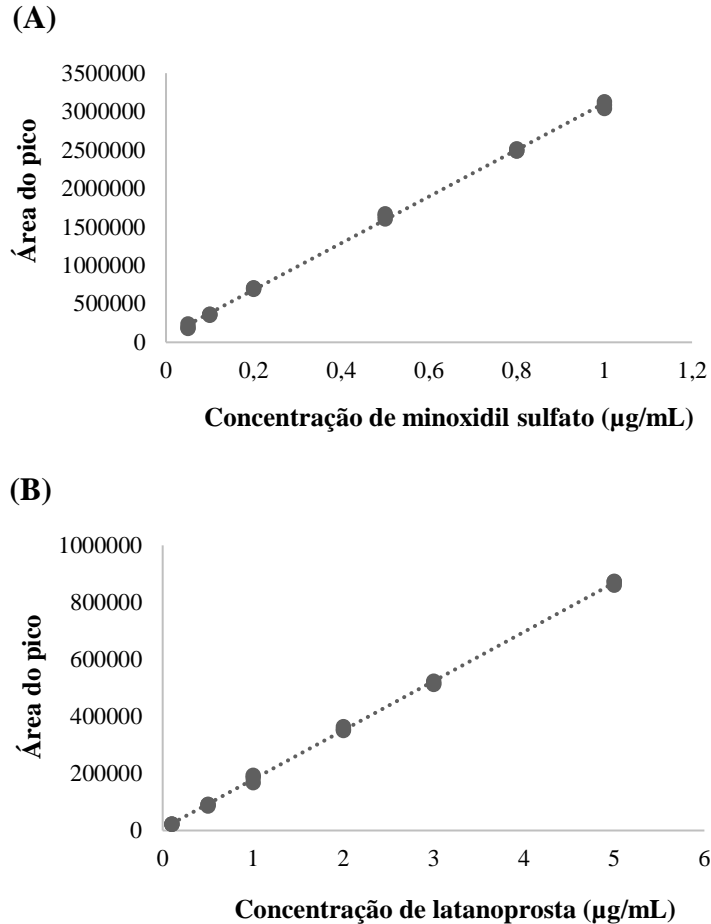 (A)
Área do pico
3500000
3000000
2500000
2000000
1500000
1000000
500000
0
0 0,2 0,4 0,6 0,8 1 1,2
Concentração de minoxidil sulfato (µg/mL)
(B)
Área do pico
1000000
800000
600000
400000
200000
0
0 1 2 3 4 5 6
Concentração de latanoprosta (µg/mL)